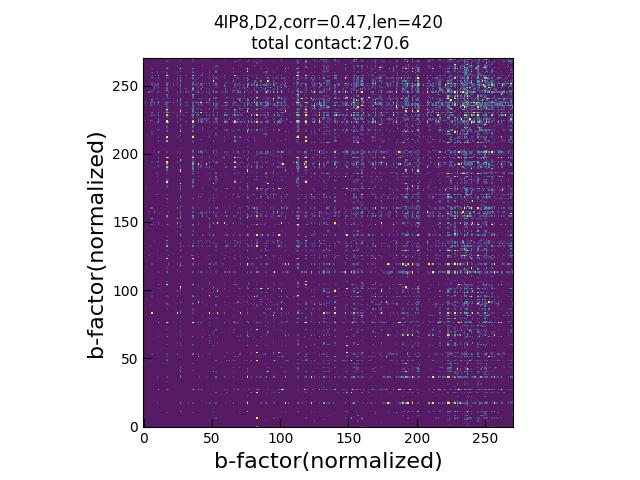 4IP8,D2,corr=0.47,len=420
total contact:270.6
b-factor(normalized)
250
200
150
100
50
0
0 50 100 150 200 250
b-factor(normalized)